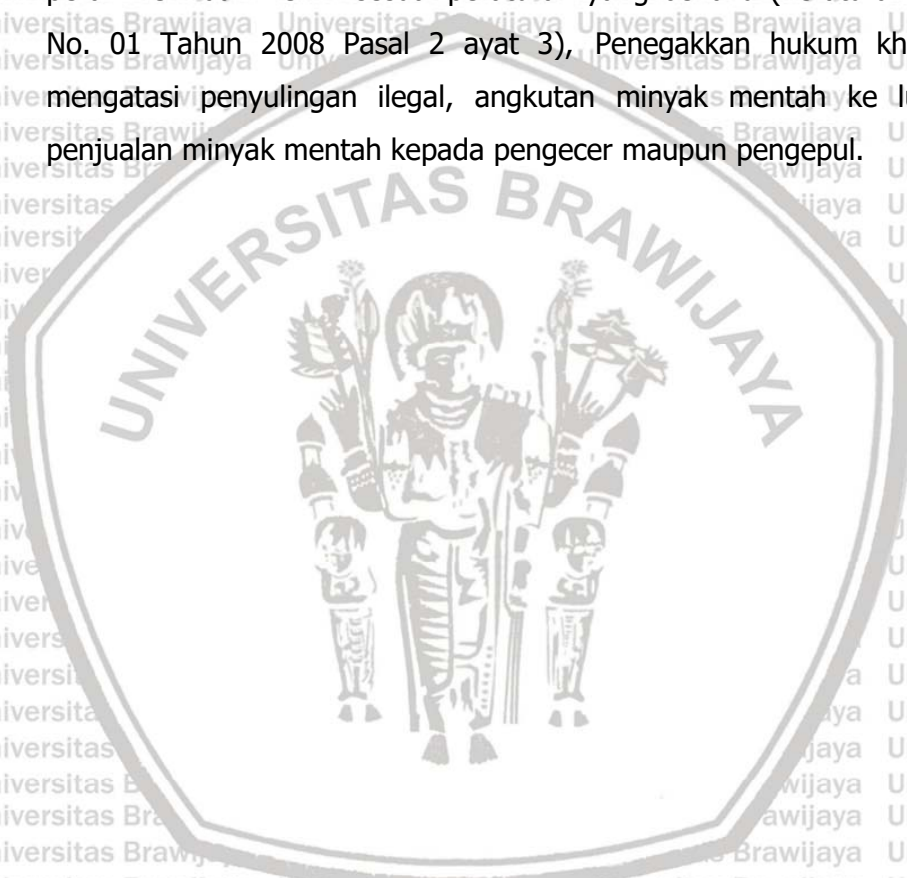 No. 01 Tahun 2008 Pasal 2 ayat 3), Penegakkan hukum kh
mengatasi penyulingan ilegal, angkutan minyak mentah ke lu
penjualan minyak mentah kepada pengecer maupun pengepul.
UNIVERSITAS BRAWIJAYA